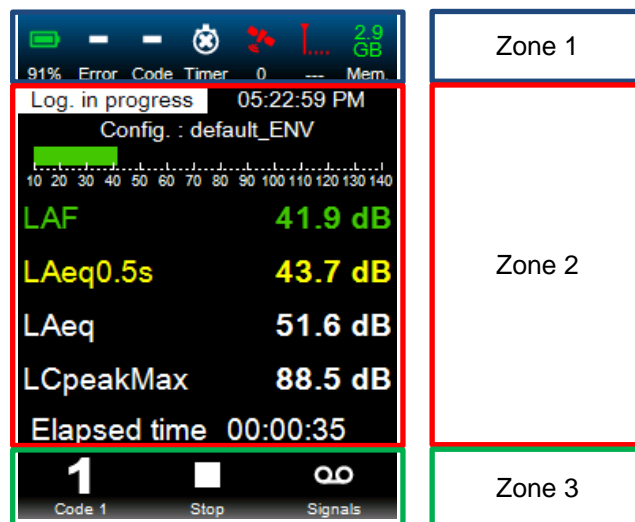 2.9
GB
91% Error Code Timer 0 --- Mem.
Zone 1
Log. in progress 05:22:59 PM
Config. : default_ENV
10 20 30 40 50 60 70 80 90 100 110 120 130 140
LAF 41.9 dB
LAeq0.5s 43.7 dB
LAeq 51.6 dB
LCpeakMax 88.5 dB
Elapsed time 00:00:35
Zone 2
1
Code 1 Stop Signals
Zone 3